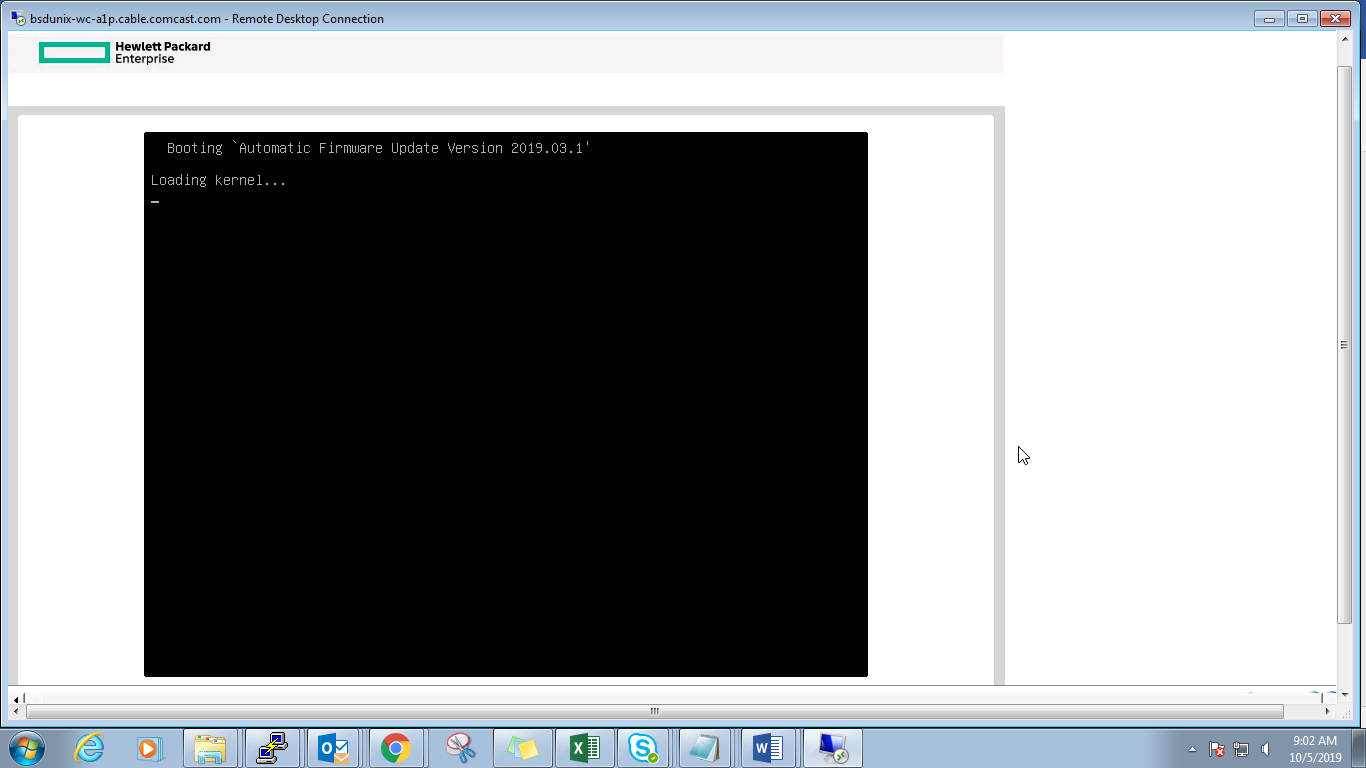 bsdunix-wc-a1p.cable.comcast.com - Remote Desktop Connection
Hewlett Packard
Enterprise
Booting `Automatic Firmware Update Version 2019.03.1'
Loading kernel...
9:02 AM
10/5/2019